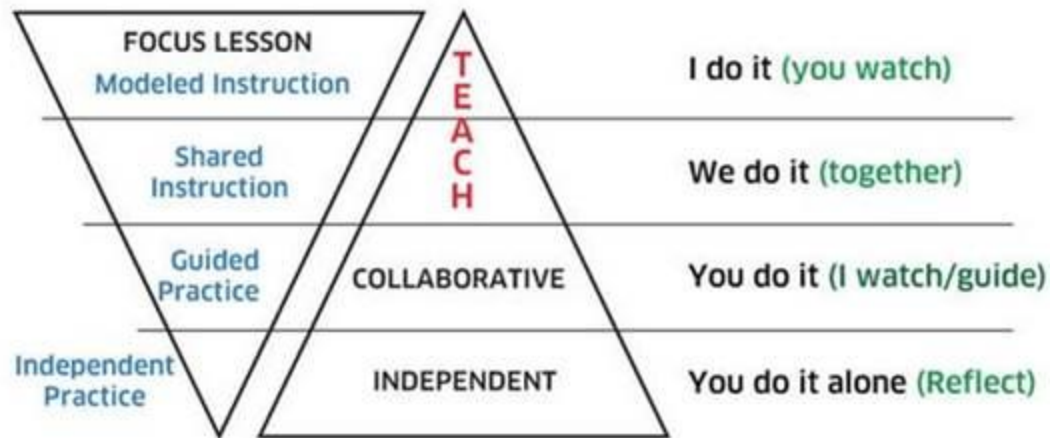 FOCUS LESSON
Modeled Instruction
TEACH
I do it (you watch)
Shared
Instruction
We do it (together)
Guided
Practice
COLLABORATIVE
You do it (I watch/guide)
Independent
Practice
INDEPENDENT
You do it alone (Reflect)